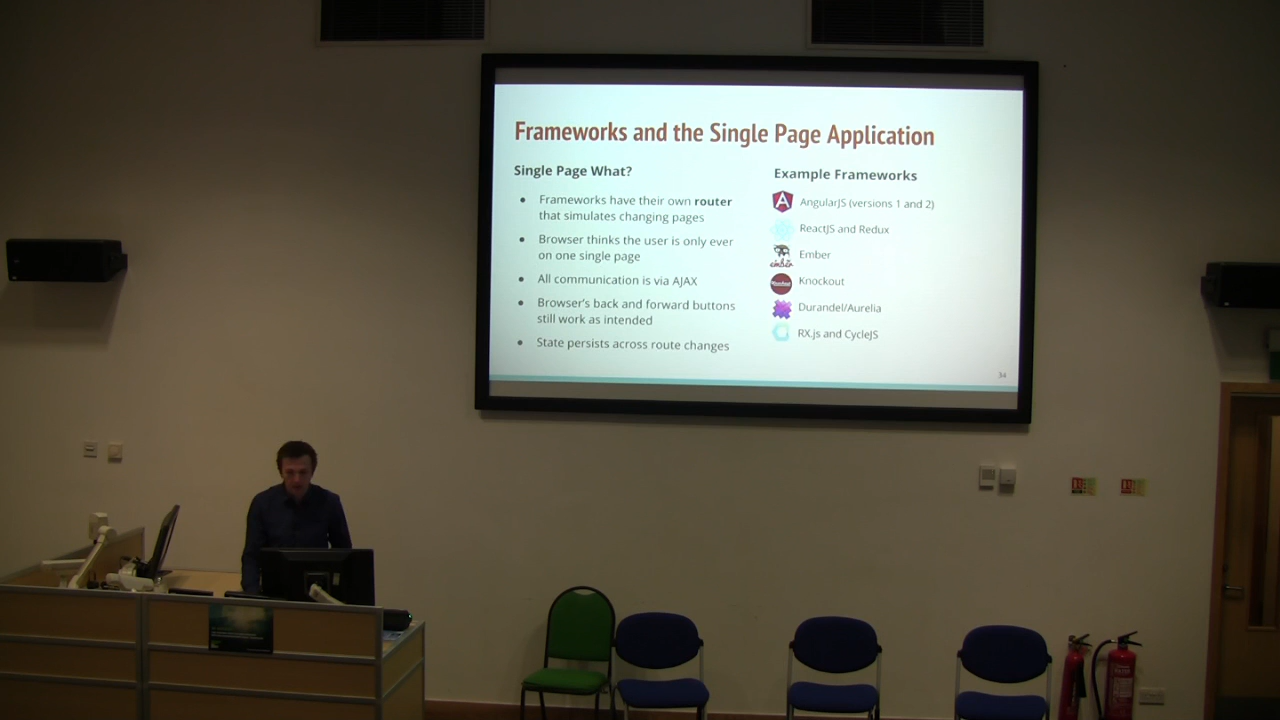 Frameworks and the Single Page Application
Single Page What?
● Frameworks have their own router
that simulates changing pages
● Browser thinks the user is only ever
on one single page
● All communication is via AJAX
● Browser's back and forward buttons
still work as intended
● State persists across route changes
Example Frameworks
AngularJS (versions 1 and 2)
ReactJS and Redux
Ember
Knockout
Durandel/Aurelia
RX.js and CycleJS
34